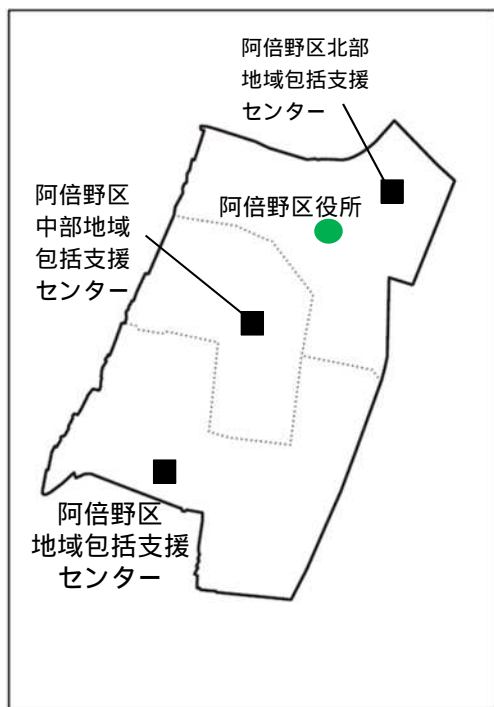 阿倍野区北部
地域包括支援
センター
阿倍野区役所
阿倍野区
中部地域
包括支援
センター
阿倍野区
地域包括支援
センター